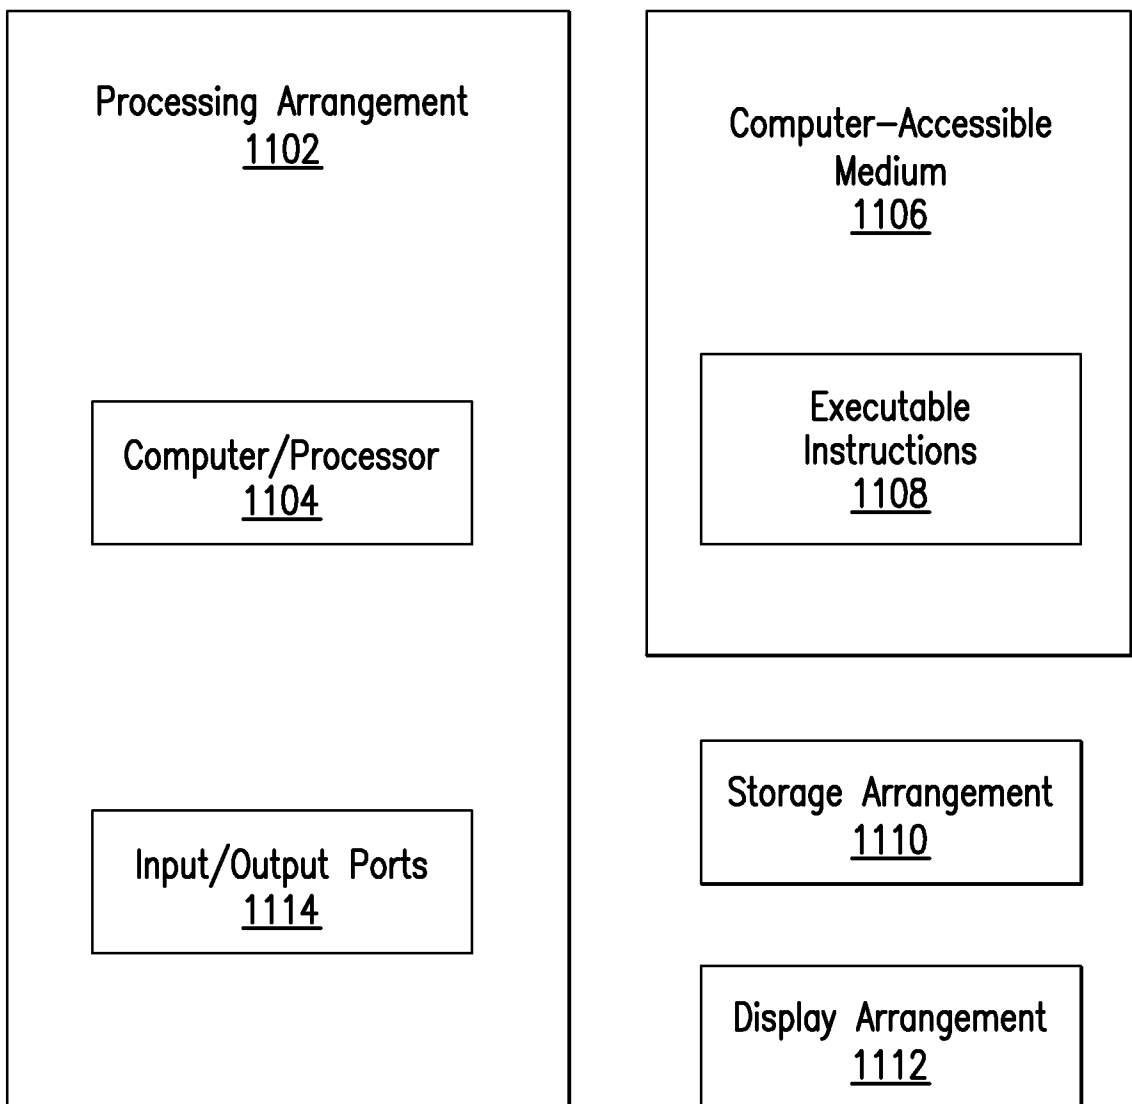 Processing Arrangement
1102
Computer/Processor
1104
Input/Output Ports
1114
Computer–Accessible
Medium
1106
Executable
Instructions
1108
Storage Arrangement
1110
Display Arrangement
1112